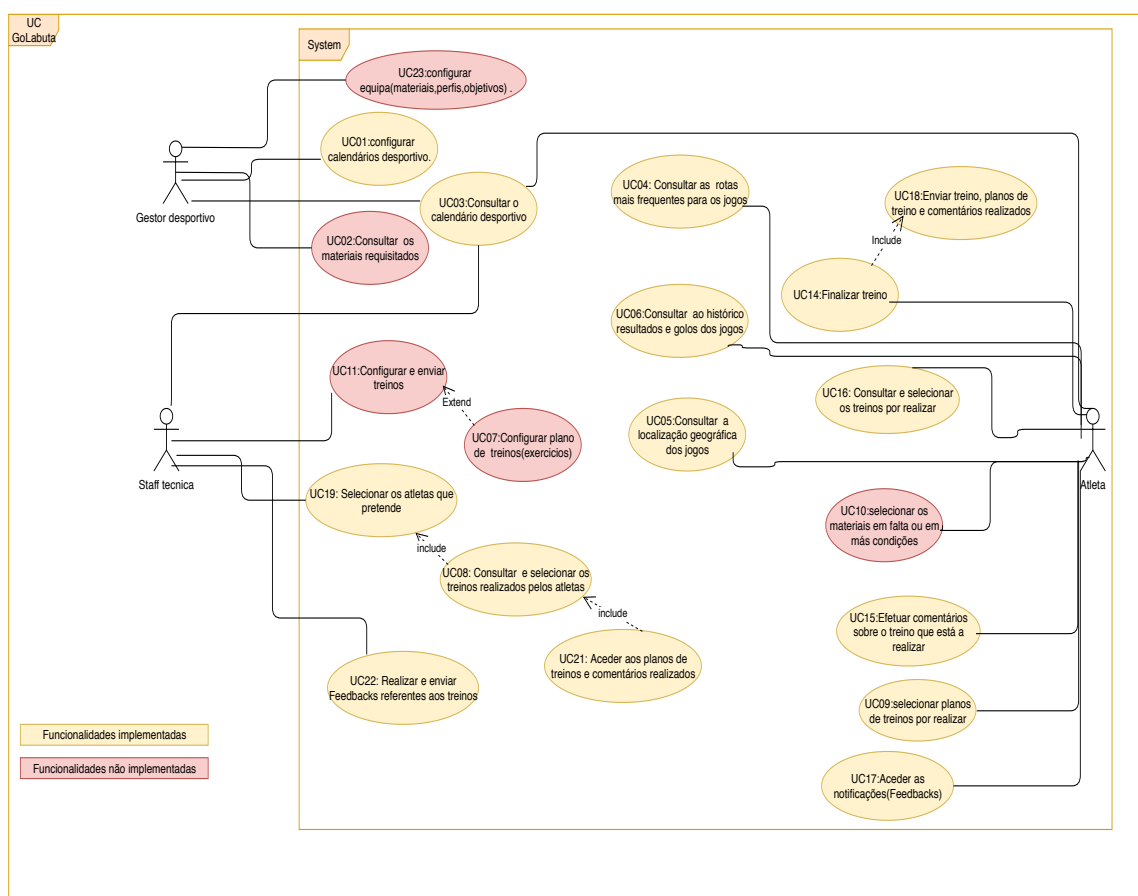 UC
GoLabuta
System
UC23:configurar
equipa(materiais,perfis,objetivos) .
UC01:configurar
calendários desportivo.
Gestor desportivo
UC03:Consultar o
calendário desportivo
UC02:Consultar os
materiais requisitados
UC04: Consultar as rotas
mais frequentes para os jogos
UC18:Enviar treino, planos de
treino e comentários realizados
Include
UC14:Finalizar treino
UC06:Consultar ao histórico
resultados e golos dos jogos
UC11:Configurar e enviar
treinos
Extend
UC07:Configurar plano
de treinos(exercicios)
UC16: Consultar e selecionar
os treinos por realizar
UC05:Consultar a
localização geográfica
dos jogos
Staff tecnica
Atleta
UC19: Selecionar os atletas que
pretende
include
UC08: Consultar e selecionar os
treinos realizados pelos atletas
include
UC21: Aceder aos planos de
treinos e comentários realizados
UC22: Realizar e enviar
Feedbacks referentes aos treinos
UC10:selecionar os
materiais em falta ou em
más condições
UC15:Efetuar comentários
sobre o treino que está a
realizar
UC09:selecionar planos
de treinos por realizar
UC17:Aceder as
notificações(Feedbacks)
Funcionalidades implementadas
Funcionalidades não implementadas